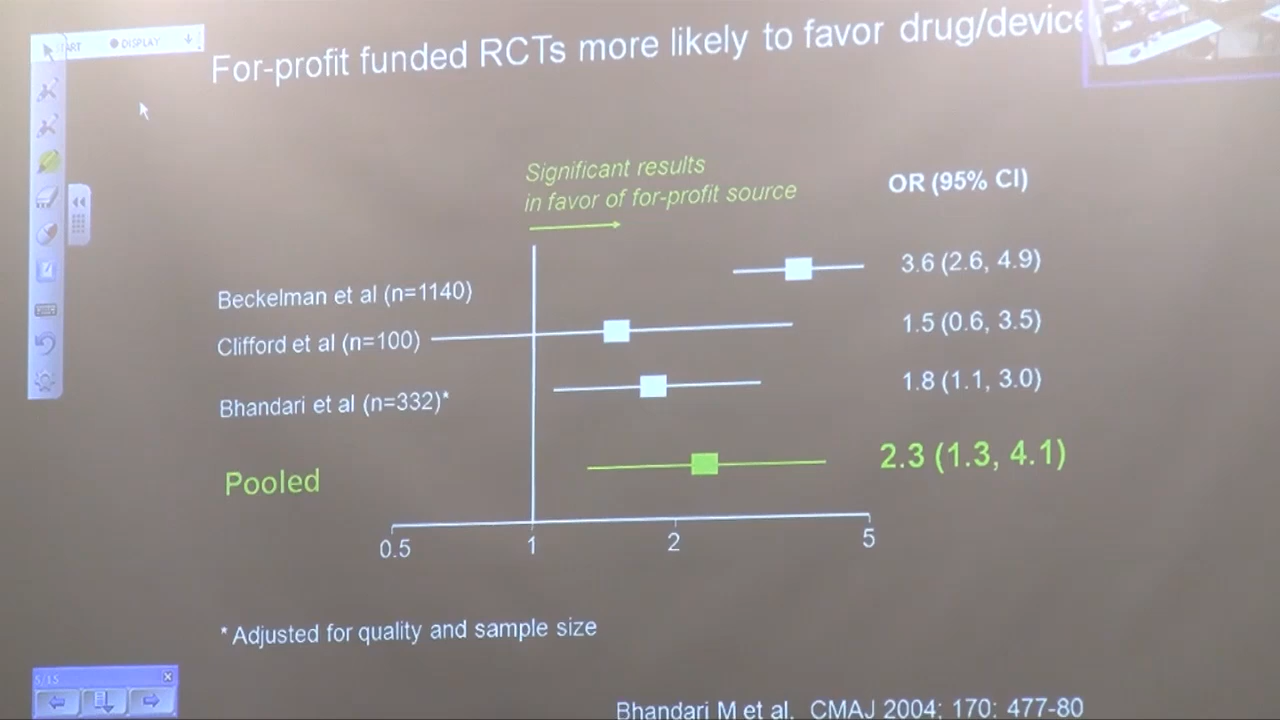 START DISPLAY
For-profit funded RCTs more likely to favor drug/device
Significant results
in favor of for-profit source
OR (95% CI)
Beckelman et al (n=1140) 3.6 (2.6, 4.9)
Clifford et al (n=100) 1.5 (0.6, 3.5)
Bhandari et al (n=332)* 1.8 (1.1, 3.0)
Pooled 2.3 (1.3, 4.1)
0.5 1 2 5
* Adjusted for quality and sample size
5/15
Bhandari M et al. CMAJ 2004; 170: 477-80